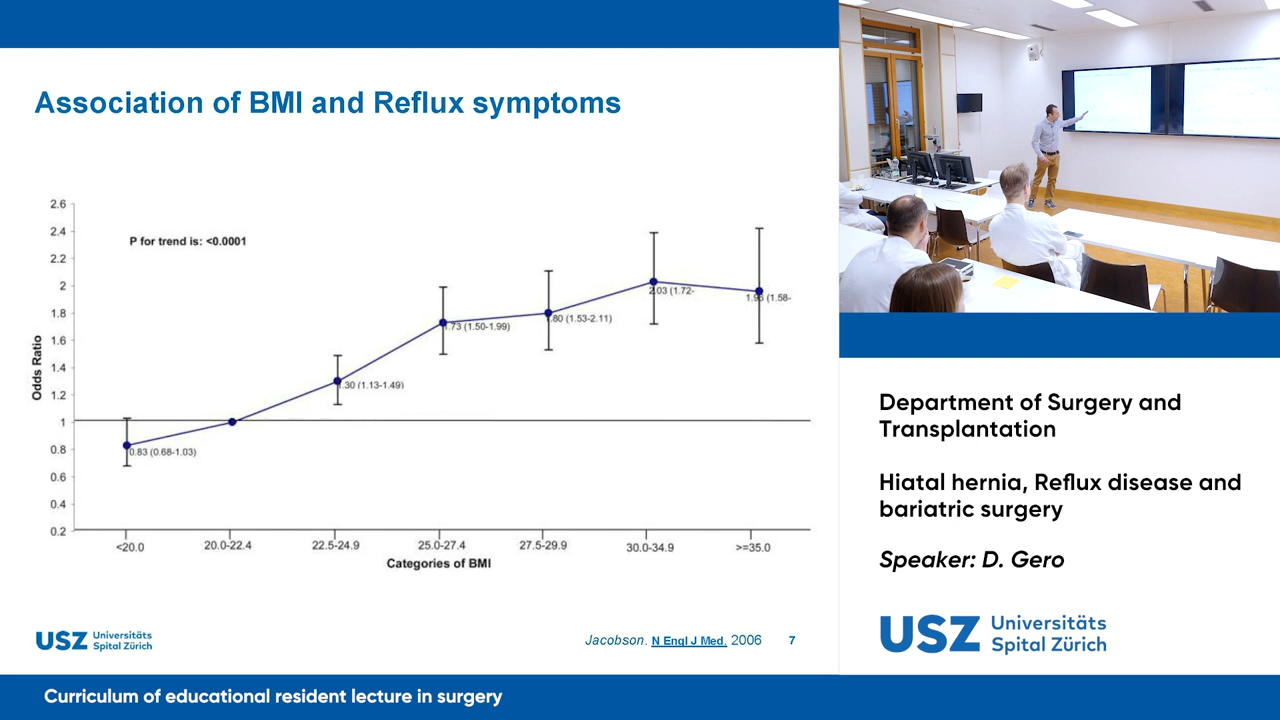 Association of BMI and Reflux symptoms
2.6
2.4
2.2
2
1.8
1.6
1.4
1.2
1
0.8
0.6
0.4
0.2
Odds Ratio
P for trend is: <0.0001
0.83 (0.68-1.03)
.30 (1.13-1.49)
.73 (1.50-1.99)
.80 (1.53-2.11)
2.03 (1.72-
(1.58-
<20.0 20.0-22.4 22.5-24.9 25.0-27.4 27.5-29.9 30.0-34.9 >=35.0
Categories of BMI
USZ Universitäts
Spital Zürich
Jacobson. N Engl J Med. 2006 7
Department of Surgery and
Transplantation
Hiatal hernia, Reflux disease and
bariatric surgery
Speaker: D. Gero
USZ Universitäts
Spital Zürich
Curriculum of educational resident lecture in surgery